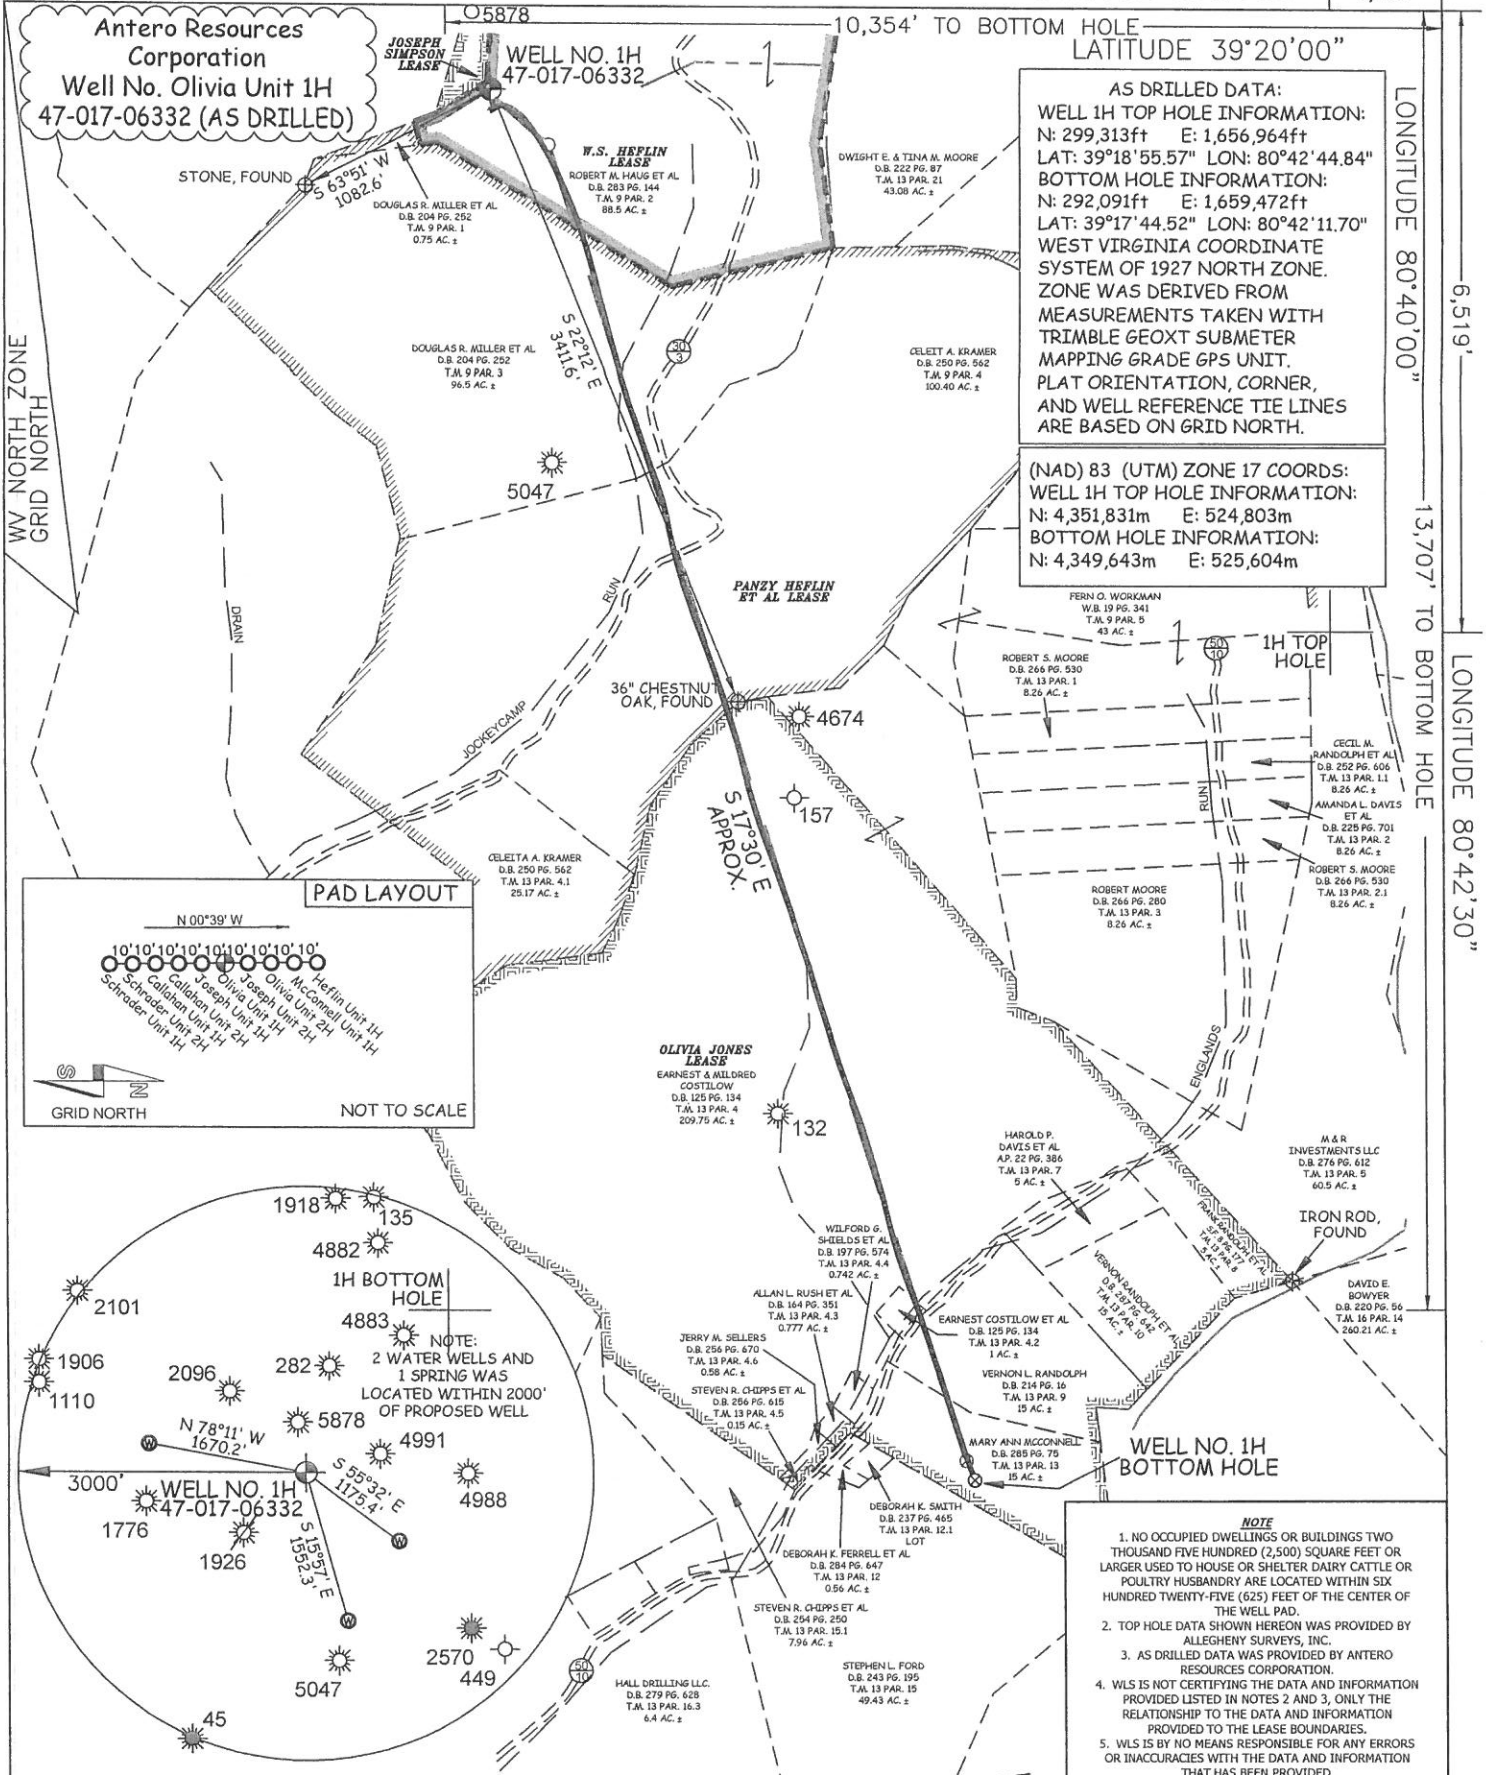 Antero Resources
Corporation
Well No. Olivia Unit 1H
47-017-06332 (AS DRILLED)
5878
10,354' TO BOTTOM HOLE
LATITUDE 39°20'00"
JOSEPH
SIMPSON
LEASE
WELL NO. 1H
47-017-06332
AS DRILLED DATA:
WELL 1H TOP HOLE INFORMATION:
N: 299,313ft E: 1,656,964ft
LAT: 39°18'55.57" LON: 80°42'44.84"
BOTTOM HOLE INFORMATION:
N: 292,091ft E: 1,659,472ft
LAT: 39°17'44.52" LON: 80°42'11.70"
WEST VIRGINIA COORDINATE
SYSTEM OF 1927 NORTH ZONE.
ZONE WAS DERIVED FROM
MEASUREMENTS TAKEN WITH
TRIMBLE GEOXT SUBMETER
MAPPING GRADE GPS UNIT.
PLAT ORIENTATION, CORNER,
AND WELL REFERENCE TIE LINES
ARE BASED ON GRID NORTH.
(NAD) 83 (UTM) ZONE 17 COORDS:
WELL 1H TOP HOLE INFORMATION:
N: 4,351,831m E: 524,803m
BOTTOM HOLE INFORMATION:
N: 4,349,643m E: 525,604m
LONGITUDE 80°40'00"
6,519'
13,707' TO BOTTOM HOLE
LONGITUDE 80°42'30"
STONE, FOUND
S 63°51' W
1082.6'
DOUGLAS R. MILLER ET AL
D.B. 204 PG. 252
T.M. 9 PAR. 1
0.75 AC. ±
W.S. HEFLIN
LEASE
ROBERT M. HAUG ET AL
D.B. 283 PG. 144
T.M. 9 PAR. 2
88.5 AC. ±
DWIGHT E. & TINA M. MOORE
D.B. 222 PG. 87
T.M. 13 PAR. 21
43.08 AC. ±
WV NORTH ZONE
GRID NORTH
DOUGLAS R. MILLER ET AL
D.B. 204 PG. 252
T.M. 9 PAR. 3
96.5 AC. ±
S 22°12' E
3411.6'
30
3
CELEIT A. KRAMER
D.B. 250 PG. 562
T.M. 9 PAR. 4
100.40 AC. ±
5047
DRAIN
RUN
JOCKEYCAMP
PANZY HEFLIN
ET AL LEASE
FERN O. WORKMAN
W.B. 19 PG. 341
T.M. 9 PAR. 5
43 AC. ±
50
10
1H TOP
HOLE
ROBERT S. MOORE
D.B. 266 PG. 530
T.M. 13 PAR. 1
8.26 AC. ±
36" CHESTNUT
OAK, FOUND
4674
157
S 17°30' E
APPROX.
RUN
CECIL M.
RANDOLPH ET AL
D.B. 252 PG. 606
T.M. 13 PAR. 1.1
8.26 AC. ±
AMANDA L. DAVIS
ET AL
D.B. 225 PG. 701
T.M. 13 PAR. 2
8.26 AC. ±
ROBERT S. MOORE
D.B. 266 PG. 530
T.M. 13 PAR. 2.1
8.26 AC. ±
CELEITA A. KRAMER
D.B. 250 PG. 562
T.M. 13 PAR. 4.1
25.17 AC. ±
ROBERT MOORE
D.B. 266 PG. 280
T.M. 13 PAR. 3
8.26 AC. ±
PAD LAYOUT
N 00°39' W
10' 10' 10' 10' 10' 10' 10' 10' 10'
Schrader Unit 1H
Schrader Unit 2H
Callahan Unit 1H
Callahan Unit 2H
Joseph Unit 1H
Olivia Unit 1H
Joseph Unit 2H
Olivia Unit 2H
McConnell Unit 1H
Heflin Unit 1H
S
N
GRID NORTH
NOT TO SCALE
OLIVIA JONES
LEASE
EARNEST & MILDRED
COSTILOW
D.B. 125 PG. 134
T.M. 13 PAR. 4
209.75 AC. ±
132
ENGLANDS
HAROLD P.
DAVIS ET AL
A.P. 22 PG. 386
T.M. 13 PAR. 7
5 AC. ±
M & R
INVESTMENTS LLC
D.B. 276 PG. 612
T.M. 13 PAR. 5
60.5 AC. ±
FRANK RANDOLPH ET AL
S.F. 8 PG. 177
T.M. 13 PAR. 8
5 AC. ±
IRON ROD,
FOUND
VERNON RANDOLPH ET AL
D.B. 287 PG. 642
T.M. 13 PAR. 10
15 AC. ±
DAVID E.
BOWYER
D.B. 220 PG. 56
T.M. 16 PAR. 14
260.21 AC. ±
WILFORD G.
SHIELDS ET AL
D.B. 197 PG. 574
T.M. 13 PAR. 4.4
0.742 AC. ±
ALLAN L. RUSH ET AL
D.B. 164 PG. 351
T.M. 13 PAR. 4.3
0.777 AC. ±
JERRY M. SELLERS
D.B. 256 PG. 670
T.M. 13 PAR. 4.6
0.58 AC. ±
STEVEN R. CHIPPS ET AL
D.B. 256 PG. 615
T.M. 13 PAR. 4.5
0.15 AC. ±
EARNEST COSTILOW ET AL
D.B. 125 PG. 134
T.M. 13 PAR. 4.2
1 AC. ±
VERNON L. RANDOLPH
D.B. 214 PG. 16
T.M. 13 PAR. 9
15 AC. ±
MARY ANN MCCONNELL
D.B. 285 PG. 75
T.M. 13 PAR. 13
15 AC. ±
WELL NO. 1H
BOTTOM HOLE
DEBORAH K. SMITH
D.B. 237 PG. 465
T.M. 13 PAR. 12.1
LOT
DEBORAH K. FERRELL ET AL
D.B. 284 PG. 647
T.M. 13 PAR. 12
0.56 AC. ±
STEVEN R. CHIPPS ET AL
D.B. 254 PG. 250
T.M. 13 PAR. 15.1
7.96 AC. ±
STEPHEN L. FORD
D.B. 243 PG. 195
T.M. 13 PAR. 15
49.43 AC. ±
HALL DRILLING LLC.
D.B. 279 PG. 628
T.M. 13 PAR. 16.3
6.4 AC. ±
50
10
1918
135
4882
2101
1H BOTTOM
HOLE
4883
1906
1110
2096
282
NOTE:
2 WATER WELLS AND
1 SPRING WAS
LOCATED WITHIN 2000'
OF PROPOSED WELL
5878
4991
N 78°11' W
1670.2'
W
3000'
WELL NO. 1H
47-017-06332
S 55°32' E
1175.4'
W
4988
1776
1926
S 15°57' E
1552.3'
W
5047
2570
449
45
NOTE
1. NO OCCUPIED DWELLINGS OR BUILDINGS TWO
THOUSAND FIVE HUNDRED (2,500) SQUARE FEET OR
LARGER USED TO HOUSE OR SHELTER DAIRY CATTLE OR
POULTRY HUSBANDRY ARE LOCATED WITHIN SIX
HUNDRED TWENTY-FIVE (625) FEET OF THE CENTER OF
THE WELL PAD.
2. TOP HOLE DATA SHOWN HEREON WAS PROVIDED BY
ALLEGHENY SURVEYS, INC.
3. AS DRILLED DATA WAS PROVIDED BY ANTERO
RESOURCES CORPORATION.
4. WLS IS NOT CERTIFYING THE DATA AND INFORMATION
PROVIDED LISTED IN NOTES 2 AND 3, ONLY THE
RELATIONSHIP TO THE DATA AND INFORMATION
PROVIDED TO THE LEASE BOUNDARIES.
5. WLS IS BY NO MEANS RESPONSIBLE FOR ANY ERRORS
OR INACCURACIES WITH THE DATA AND INFORMATION
THAT HAS BEEN PROVIDED